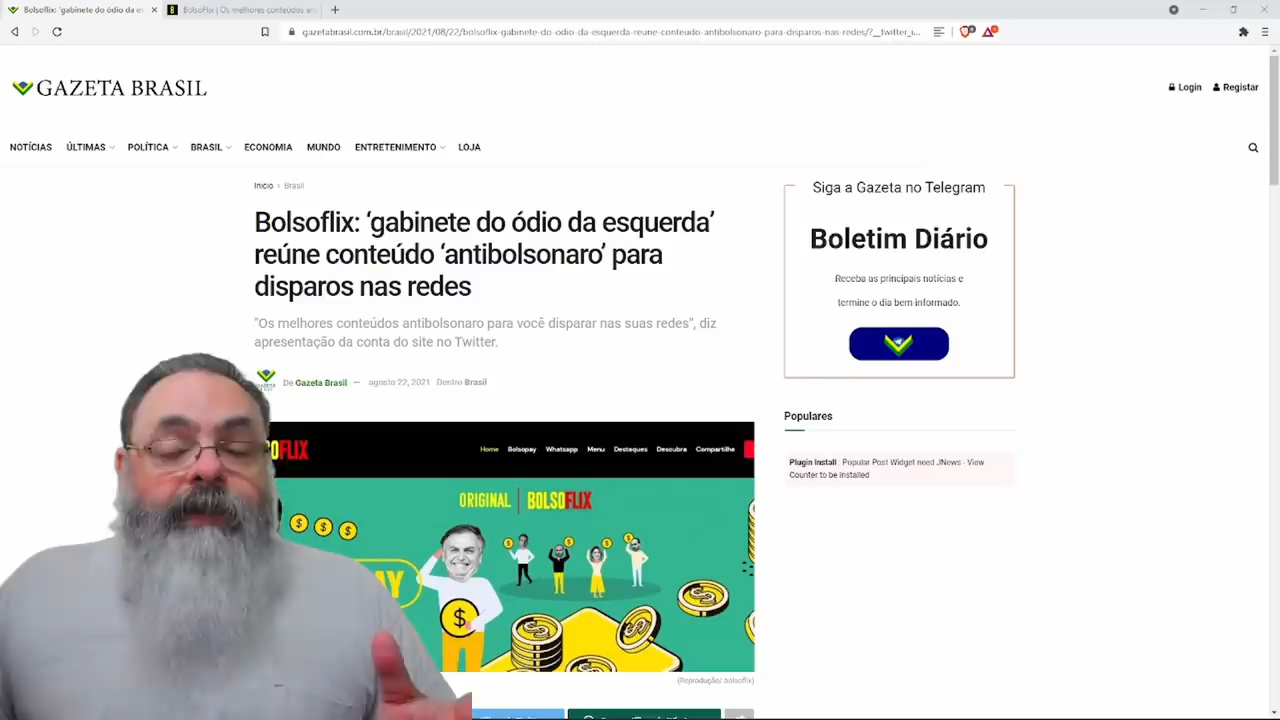 Bolsoflix: 'gabinete do ódio da es
BolsoFlix | Os melhores conteúdos ant
gazetabrasil.com.br/brasil/2021/08/22/bolsoflix-gabinete-do-odio-da-esquerda-reune-conteudo-antibolsonaro-para-disparos-nas-redes/?__twitter_i...
GAZETA BRASIL
Login
Registar
NOTÍCIAS ÚLTIMAS POLÍTICA BRASIL ECONOMIA MUNDO ENTRETENIMENTO LOJA
Início > Brasil
Bolsoflix: ‘gabinete do ódio da esquerda’
reúne conteúdo ‘antibolsonaro’ para
disparos nas redes
"Os melhores conteúdos antibolsonaro para você disparar nas suas redes", diz
apresentação da conta do site no Twitter.
De Gazeta Brasil — agosto 22, 2021 Dentro Brasil
Siga a Gazeta no Telegram
Boletim Diário
Receba as principais notícias e
termine o dia bem informado.
Populares
Plugin Install : Popular Post Widget need JNews - View
Counter to be installed
OFLIX
Home Bolsopay Whatsapp Menu Destaques Descubra Compartilhe
ORIGINAL | BOLSOFLIX
AY
(Reprodução/ bolsoflix)